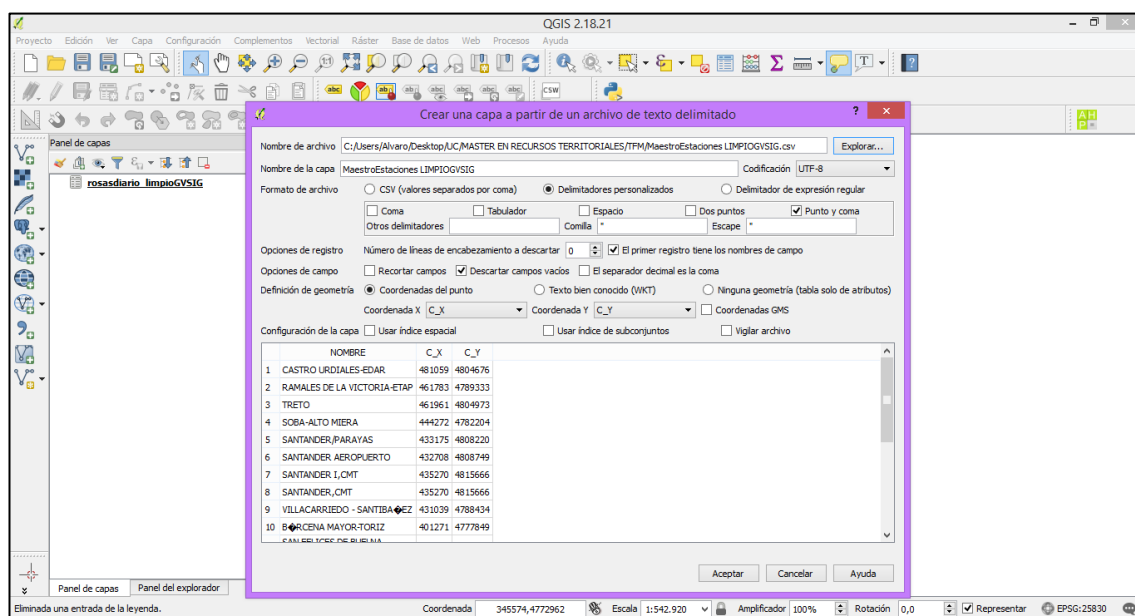 QGIS 2.18.21
Proyecto Edición Ver Capa Configuración Complementos Vectorial Ráster Base de datos Web Procesos Ayuda
Panel de capas
rosasdiario_limpioGVSIG
Crear una capa a partir de un archivo de texto delimitado
Nombre de archivo C:/Users/Alvaro/Desktop/UC/MASTER EN RECURSOS TERRITORIALES/TFM/MaestroEstaciones LIMPIOGVSIG.csv Explorar...
Nombre de la capa MaestroEstaciones LIMPIOGVSIG Codificación UTF-8
Formato de archivo CSV (valores separados por coma) Delimitadores personalizados Delimitador de expresión regular
Coma Tabulador Espacio Dos puntos Punto y coma
Otros delimitadores Comilla " Escape "
Opciones de registro Número de líneas de encabezamiento a descartar 0 El primer registro tiene los nombres de campo
Opciones de campo Recortar campos Descartar campos vacíos El separador decimal es la coma
Definición de geometría Coordenadas del punto Texto bien conocido (WKT) Ninguna geometría (tabla solo de atributos)
Coordenada X C_X Coordenada Y C_Y Coordenadas GMS
Configuración de la capa Usar índice espacial Usar índice de subconjuntos Vigilar archivo
NOMBRE C_X C_Y
1 CASTRO URDIALES-EDAR 481059 4804676
2 RAMALES DE LA VICTORIA-ETAP 461783 4789333
3 TRETO 461961 4804973
4 SOBA-ALTO MIERA 444272 4782204
5 SANTANDER/PARAYAS 433175 4808220
6 SANTANDER AEROPUERTO 432708 4808749
7 SANTANDER I,CMT 435270 4815666
8 SANTANDER,CMT 435270 4815666
9 VILLACARRIEDO - SANTIBA�EZ 431039 4788434
10 B�RCENA MAYOR-TORIZ 401271 4777849
SAN FELICES DE BUELNA
Aceptar Cancelar Ayuda
Panel de capas Panel del explorador
Eliminada una entrada de la leyenda. Coordenada 345574,4772962 Escala 1:542.920 Amplificador 100% Rotación 0,0 Representar EPSG:25830